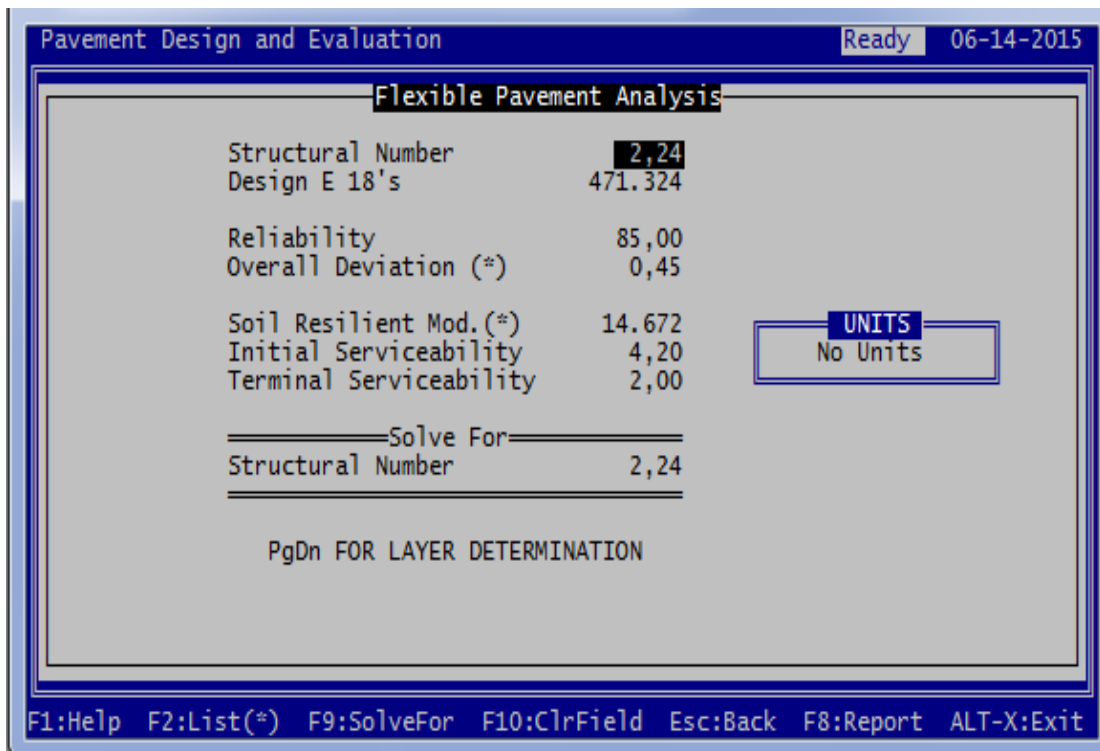 Pavement Design and Evaluation Ready 06-14-2015
Flexible Pavement Analysis
Structural Number 2,24
Design E 18's 471.324
Reliability 85,00
Overall Deviation (*) 0,45
Soil Resilient Mod.(*) 14.672
Initial Serviceability 4,20
Terminal Serviceability 2,00
UNITS
No Units
Solve For
Structural Number 2,24
PgDn FOR LAYER DETERMINATION
F1:Help F2:List(*) F9:SolveFor F10:ClrField Esc:Back F8:Report ALT-X:Exit